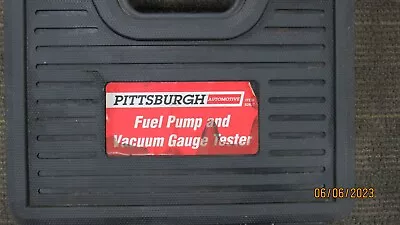 PITTSBURGH AUTOMOTIVE
Fuel Pump and
Vacuum Gauge Tester
06/06/2023